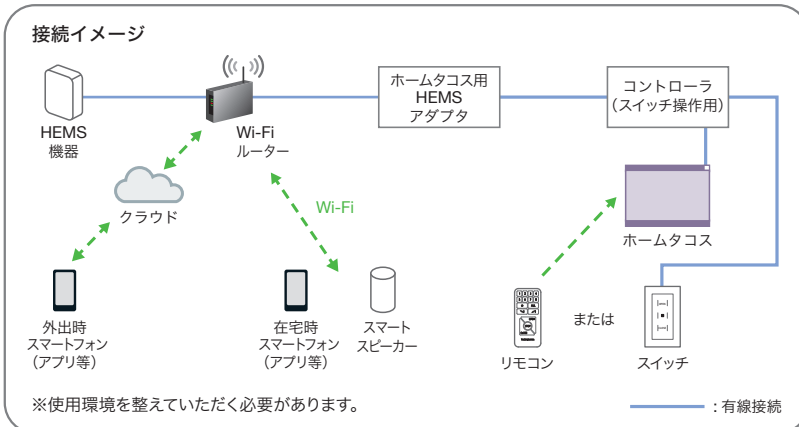 接続イメージ
HEMS
機器
Wi-Fi
ルーター
ホームタコス用
HEMS
アダプタ
コントローラ
（スイッチ操作用）
クラウド
Wi-Fi
ホームタコス
外出時
スマートフォン
（アプリ等）
在宅時
スマートフォン
（アプリ等）
スマート
スピーカー
リモコン
または
スイッチ
※使用環境を整えていただく必要があります。
：有線接続